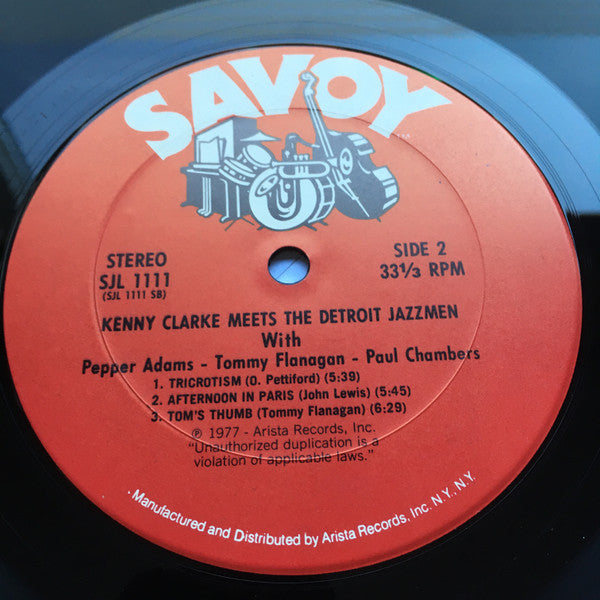 SAVOY
STEREO
SJL 1111
(SJL 1111 SB)
SIDE 2
33⅓ RPM
KENNY CLARKE MEETS THE DETROIT JAZZMEN
With
Pepper Adams - Tommy Flanagan - Paul Chambers
1. TRICROTISM (O. Pettiford) (5:39)
2. AFTERNOON IN PARIS (John Lewis) (5:45)
3. TOM'S THUMB (Tommy Flanagan) (6:29)
℗ 1977 - Arista Records, Inc.
"Unauthorized duplication is a
violation of applicable laws."
Manufactured and Distributed by Arista Records, Inc. N.Y., N.Y.